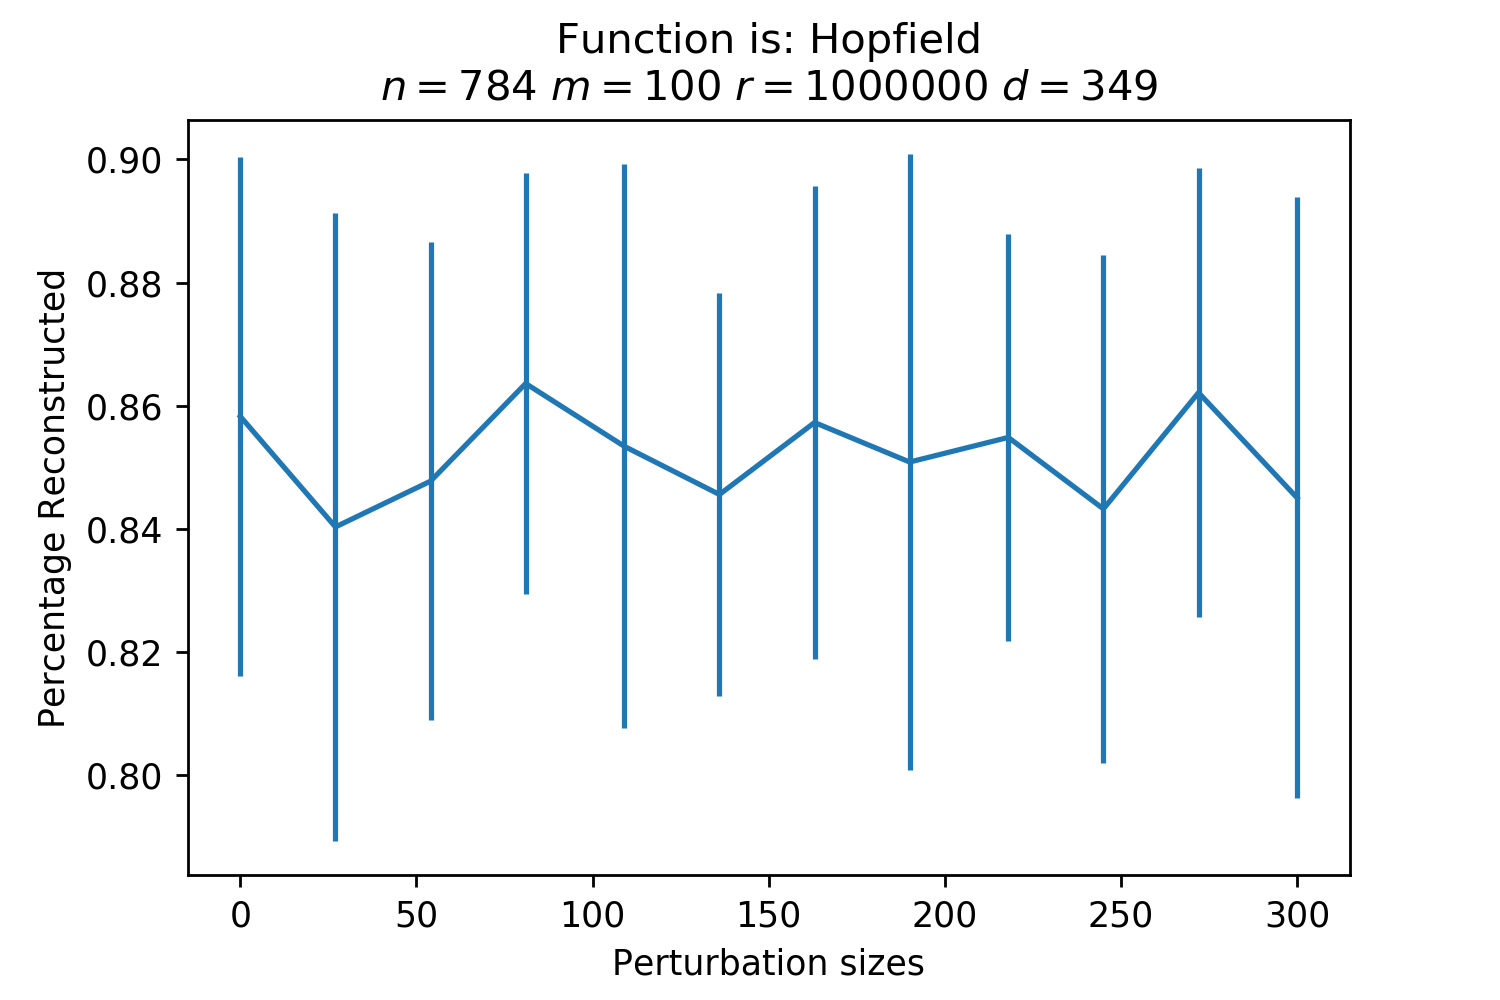 Function is: Hopfield
n = 784 m = 100 r = 1000000 d = 349
Percentage Reconstructed
0.90
0.88
0.86
0.84
0.82
0.80
0 50 100 150 200 250 300
Perturbation sizes